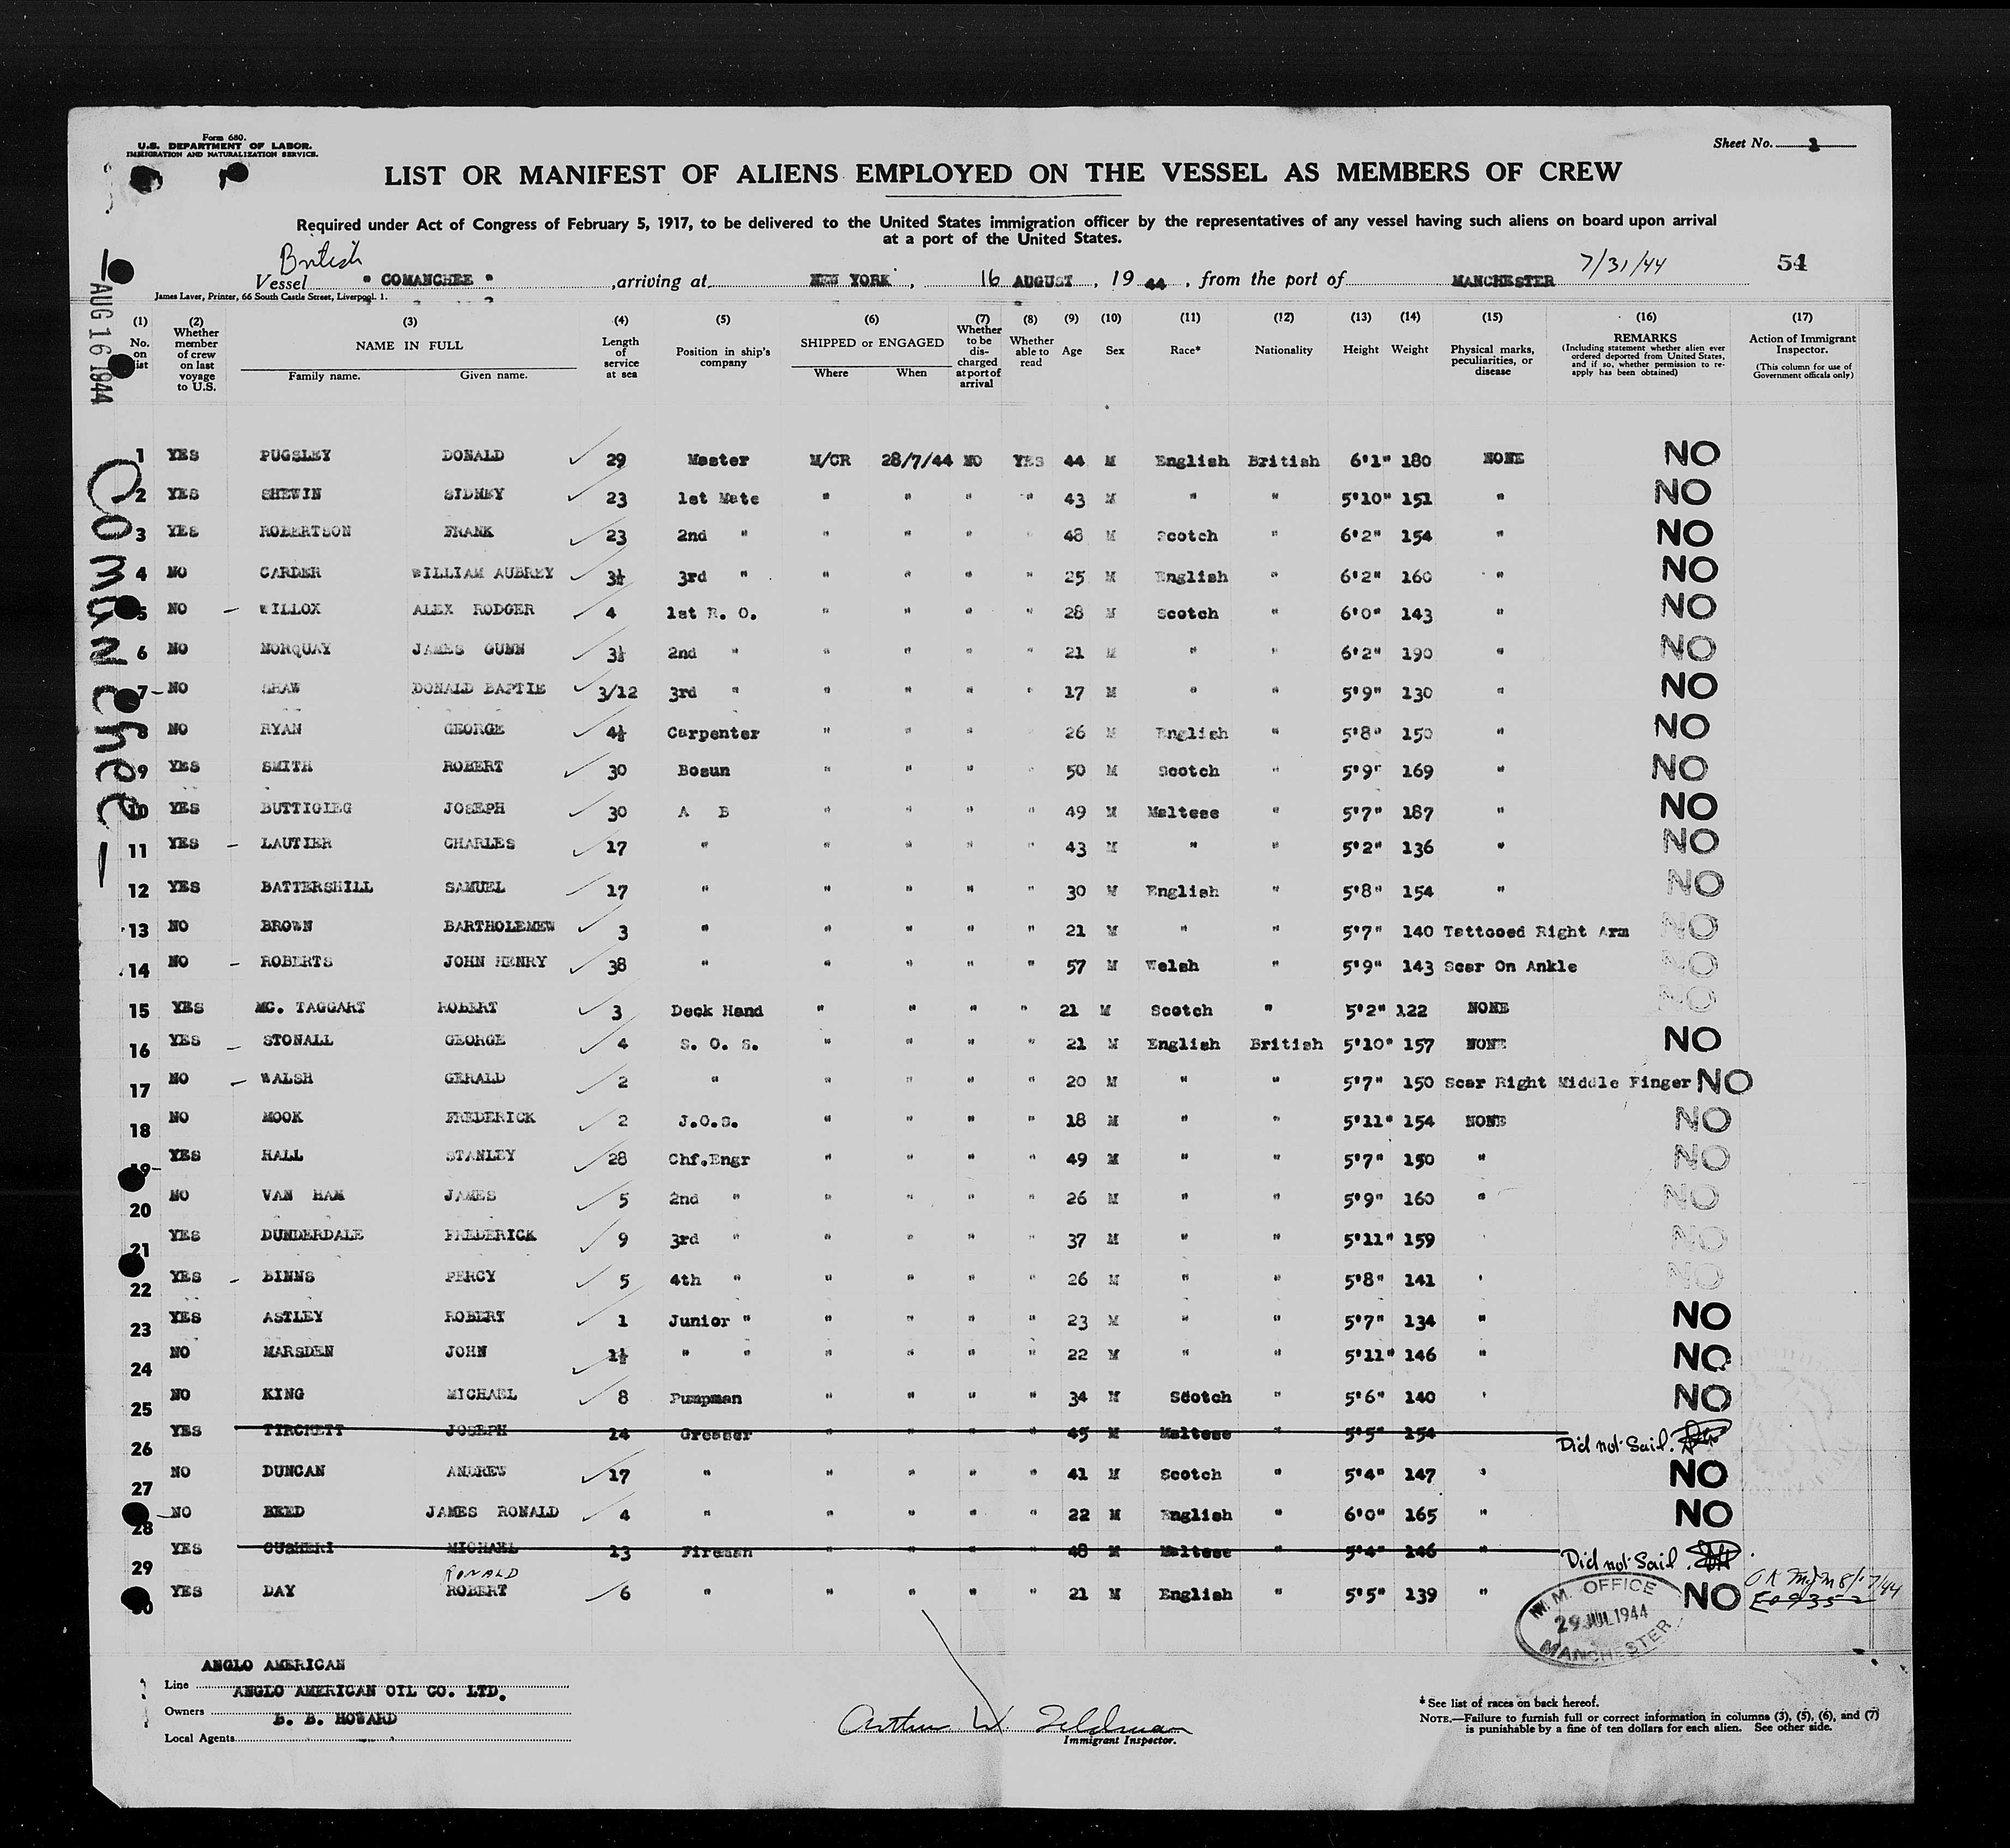 Form 680.
U.S. DEPARTMENT OF LABOR.
IMMIGRATION AND NATURALIZATION SERVICE.
Sheet No. 1
LIST OR MANIFEST OF ALIENS EMPLOYED ON THE VESSEL AS MEMBERS OF CREW
Required under Act of Congress of February 5, 1917, to be delivered to the United States immigration officer by the representatives of any vessel having such aliens on board upon arrival
at a port of the United States.
British
Vessel " COMANCHEE " , arriving at NEW YORK , 16 AUGUST , 19 44 , from the port of MANCHESTER 7/31/44 54
James Laver, Printer, 66 South Castle Street, Liverpool. 1.
AUG 16 1944
Comanchee
(1) No. on list (2) Whether member of crew on last voyage to U.S. (3) NAME IN FULL Family name. Given name. (4) Length of service at sea (5) Position in ship's company (6) SHIPPED or ENGAGED Where When (7) Whether to be discharged at port of arrival (8) Whether able to read (9) Age (10) Sex (11) Race* (12) Nationality (13) Height (14) Weight (15) Physical marks, peculiarities, or disease (16) REMARKS (Including statement whether alien ever ordered deported from United States, and if so, whether permission to re-apply has been obtained) (17) Action of Immigrant Inspector. (This column for use of Government officals only)
1 YES PUGSLEY DONALD 29 Master M/CR 28/7/44 NO YES 44 M English British 6'1" 180 NONE NO
2 YES SHEWIN SIDNEY 23 1st Mate " " " " 43 M " " 5'10" 151 " NO
3 YES ROBERTSON FRANK 23 2nd " " " " " 48 M Scotch " 6'2" 154 " NO
4 NO CARDER WILLIAM AUBREY 3½ 3rd " " " " " 25 M English " 6'2" 160 " NO
5 NO WILLOX ALEX RODGER 4 1st R. O. " " " " 28 M Scotch " 6'0" 143 " NO
6 NO NORQUAY JAMES GUNN 3½ 2nd " " " " " 21 M " " 6'2" 190 " NO
7 NO SHAW DONALD BAPTIE 3/12 3rd " " " " " 17 M " " 5'9" 130 " NO
8 NO RYAN GEORGE 4½ Carpenter " " " " 26 M English " 5'8" 150 " NO
9 YES SMITH ROBERT 30 Bosun " " " " 50 M Scotch " 5'9" 169 " NO
10 YES BUTTIGIEG JOSEPH 30 A B " " " " 49 M Maltese " 5'7" 187 " NO
11 YES LAUTIER CHARLES 17 " " " " " 43 M " " 5'2" 136 " NO
12 YES BATTERSHILL SAMUEL 17 " " " " " 30 M English " 5'8" 154 " NO
13 NO BROWN BARTHOLEMEW 3 " " " " " 21 M " " 5'7" 140 Tattooed Right Arm NO
14 NO ROBERTS JOHN HENRY 38 " " " " " 57 M Welsh " 5'9" 143 Scar On Ankle NO
15 YES MC. TAGGART ROBERT 3 Deck Hand " " " " 21 M Scotch " 5'2" 122 NONE NO
16 YES STONALL GEORGE 4 S. O. S. " " " " 21 M English British 5'10" 157 NONE NO
17 NO WALSH GERALD 2 " " " " " 20 M " " 5'7" 150 Scar Right Middle Finger NO
18 NO MOOK FREDERICK 2 J.O.S. " " " " 18 M " " 5'11" 154 NONE NO
19 YES HALL STANLEY 28 Chf.Engr " " " " 49 M " " 5'7" 150 " NO
20 NO VAN HAM JAMES 5 2nd " " " " " 26 M " " 5'9" 160 " NO
21 YES DUNDERDALE FREDERICK 9 3rd " " " " " 37 M " " 5'11" 159 " NO
22 YES BINNS PERCY 5 4th " " " " " 26 M " " 5'8" 141 " NO
23 YES ASTLEY ROBERT 1 Junior " " " " " 23 M " " 5'7" 134 " NO
24 NO MARSDEN JOHN 1½ " " " " " " 22 M " " 5'11" 146 " NO
25 NO KING MICHAEL 8 Pumpman " " " " 34 M Scotch " 5'6" 140 " NO
26 YES TIRCHETT JOSEPH 14 Greaser " " " " 45 M Maltese " 5'5" 154 Did not Sail.
27 NO DUNCAN ANDREW 17 " " " " " 41 M Scotch " 5'4" 147 " NO
28 NO REED JAMES RONALD 4 " " " " " 22 M English " 6'0" 165 " NO
29 YES CUSHERI MICHAEL 13 Fireman " " " " 48 M Maltese " 5'4" 146 " Did not Sail.
RONALD
30 YES DAY ROBERT 6 " " " " " 21 M English " 5'5" 139 " NO OK
E09352
M.M. OFFICE
29 JUL 1944
MANCHESTER
ANGLO AMERICAN
Line
ANGLO AMERICAN OIL CO. LTD.
Owners
B. B. HOWARD
Local Agents
Arthur W. Feldman
Immigrant Inspector.
* See list of races on back hereof.
NOTE.—Failure to furnish full or correct information in columns (3), (5), (6), and (7)
is punishable by a fine of ten dollars for each alien. See other side.